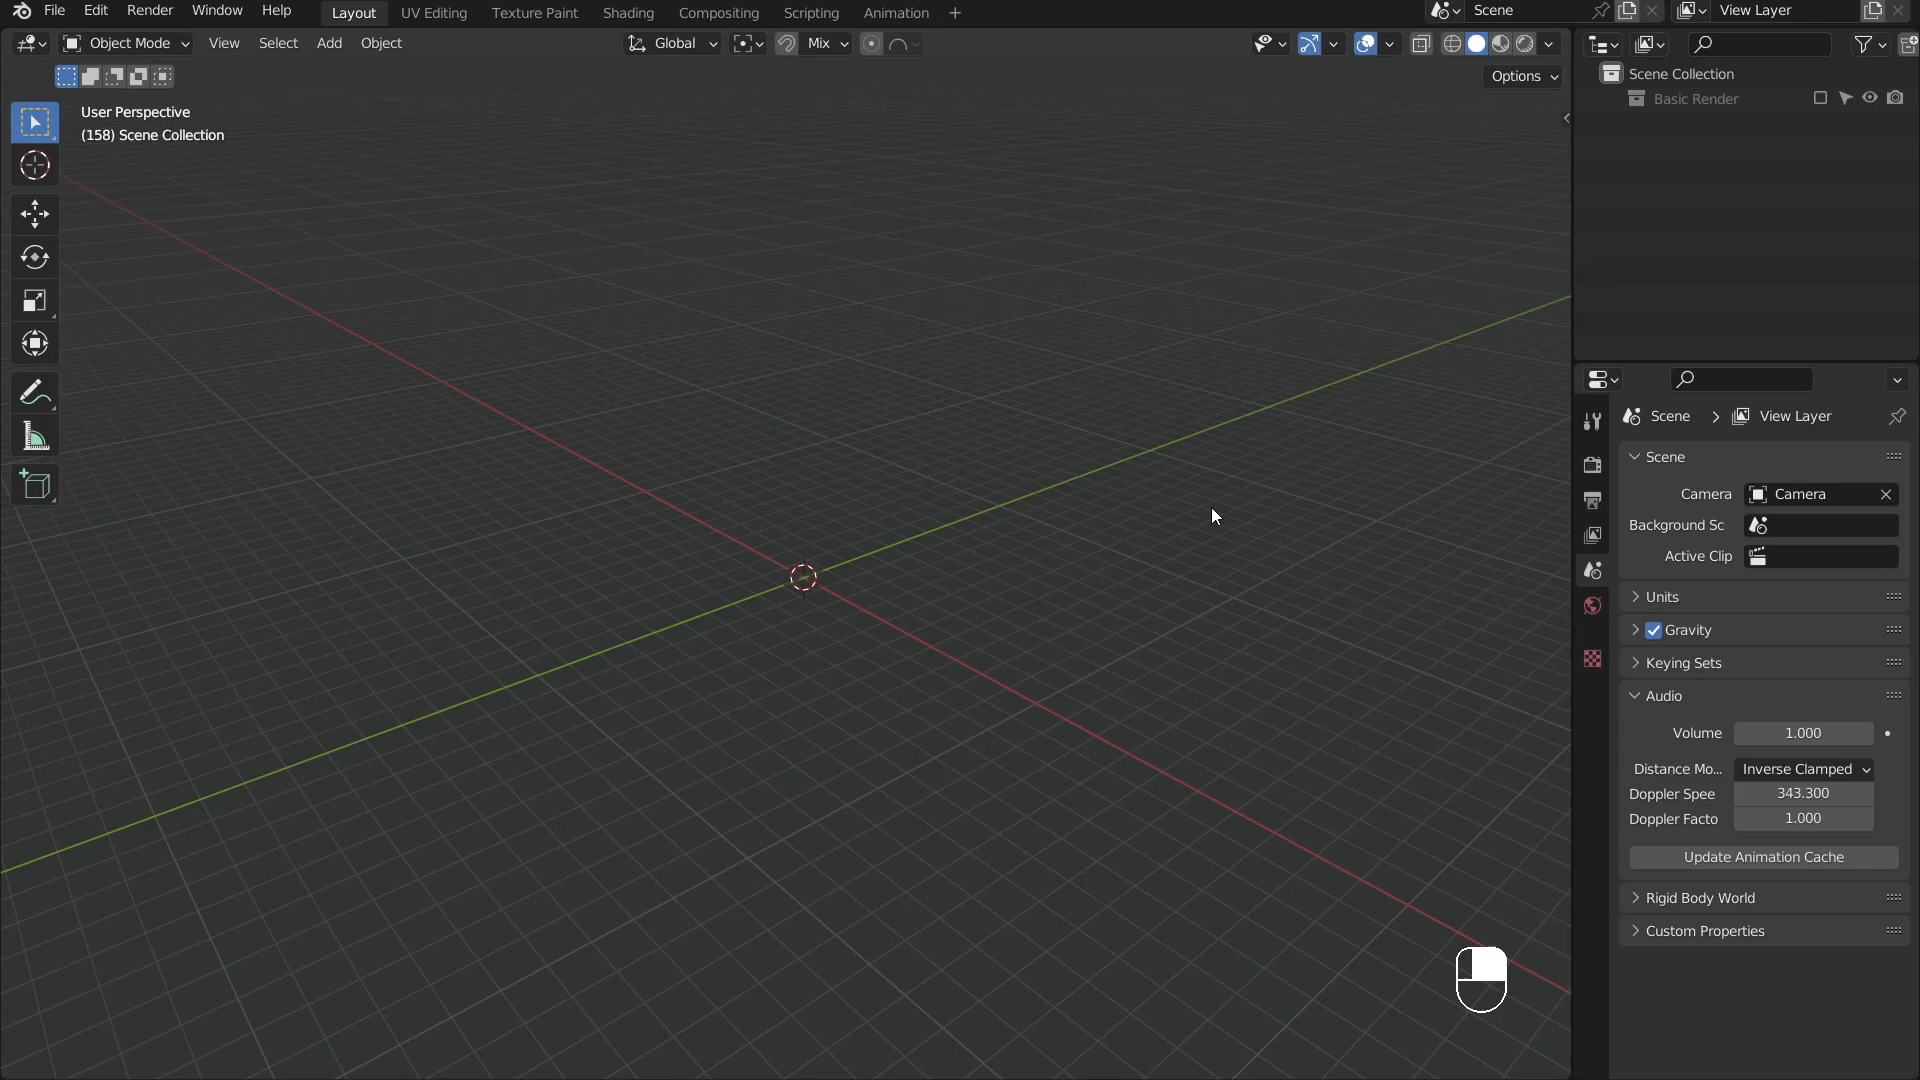 File Edit Render Window Help Layout UV Editing Texture Paint Shading Compositing Scripting Animation + Scene View Layer
Object Mode View Select Add Object Global Mix
Options
User Perspective
(158) Scene Collection
Scene Collection
Basic Render
Scene > View Layer
Scene
Camera Camera
Background Sc
Active Clip
Units
Gravity
Keying Sets
Audio
Volume 1.000
Distance Mo... Inverse Clamped
Doppler Spee 343.300
Doppler Facto 1.000
Update Animation Cache
Rigid Body World
Custom Properties